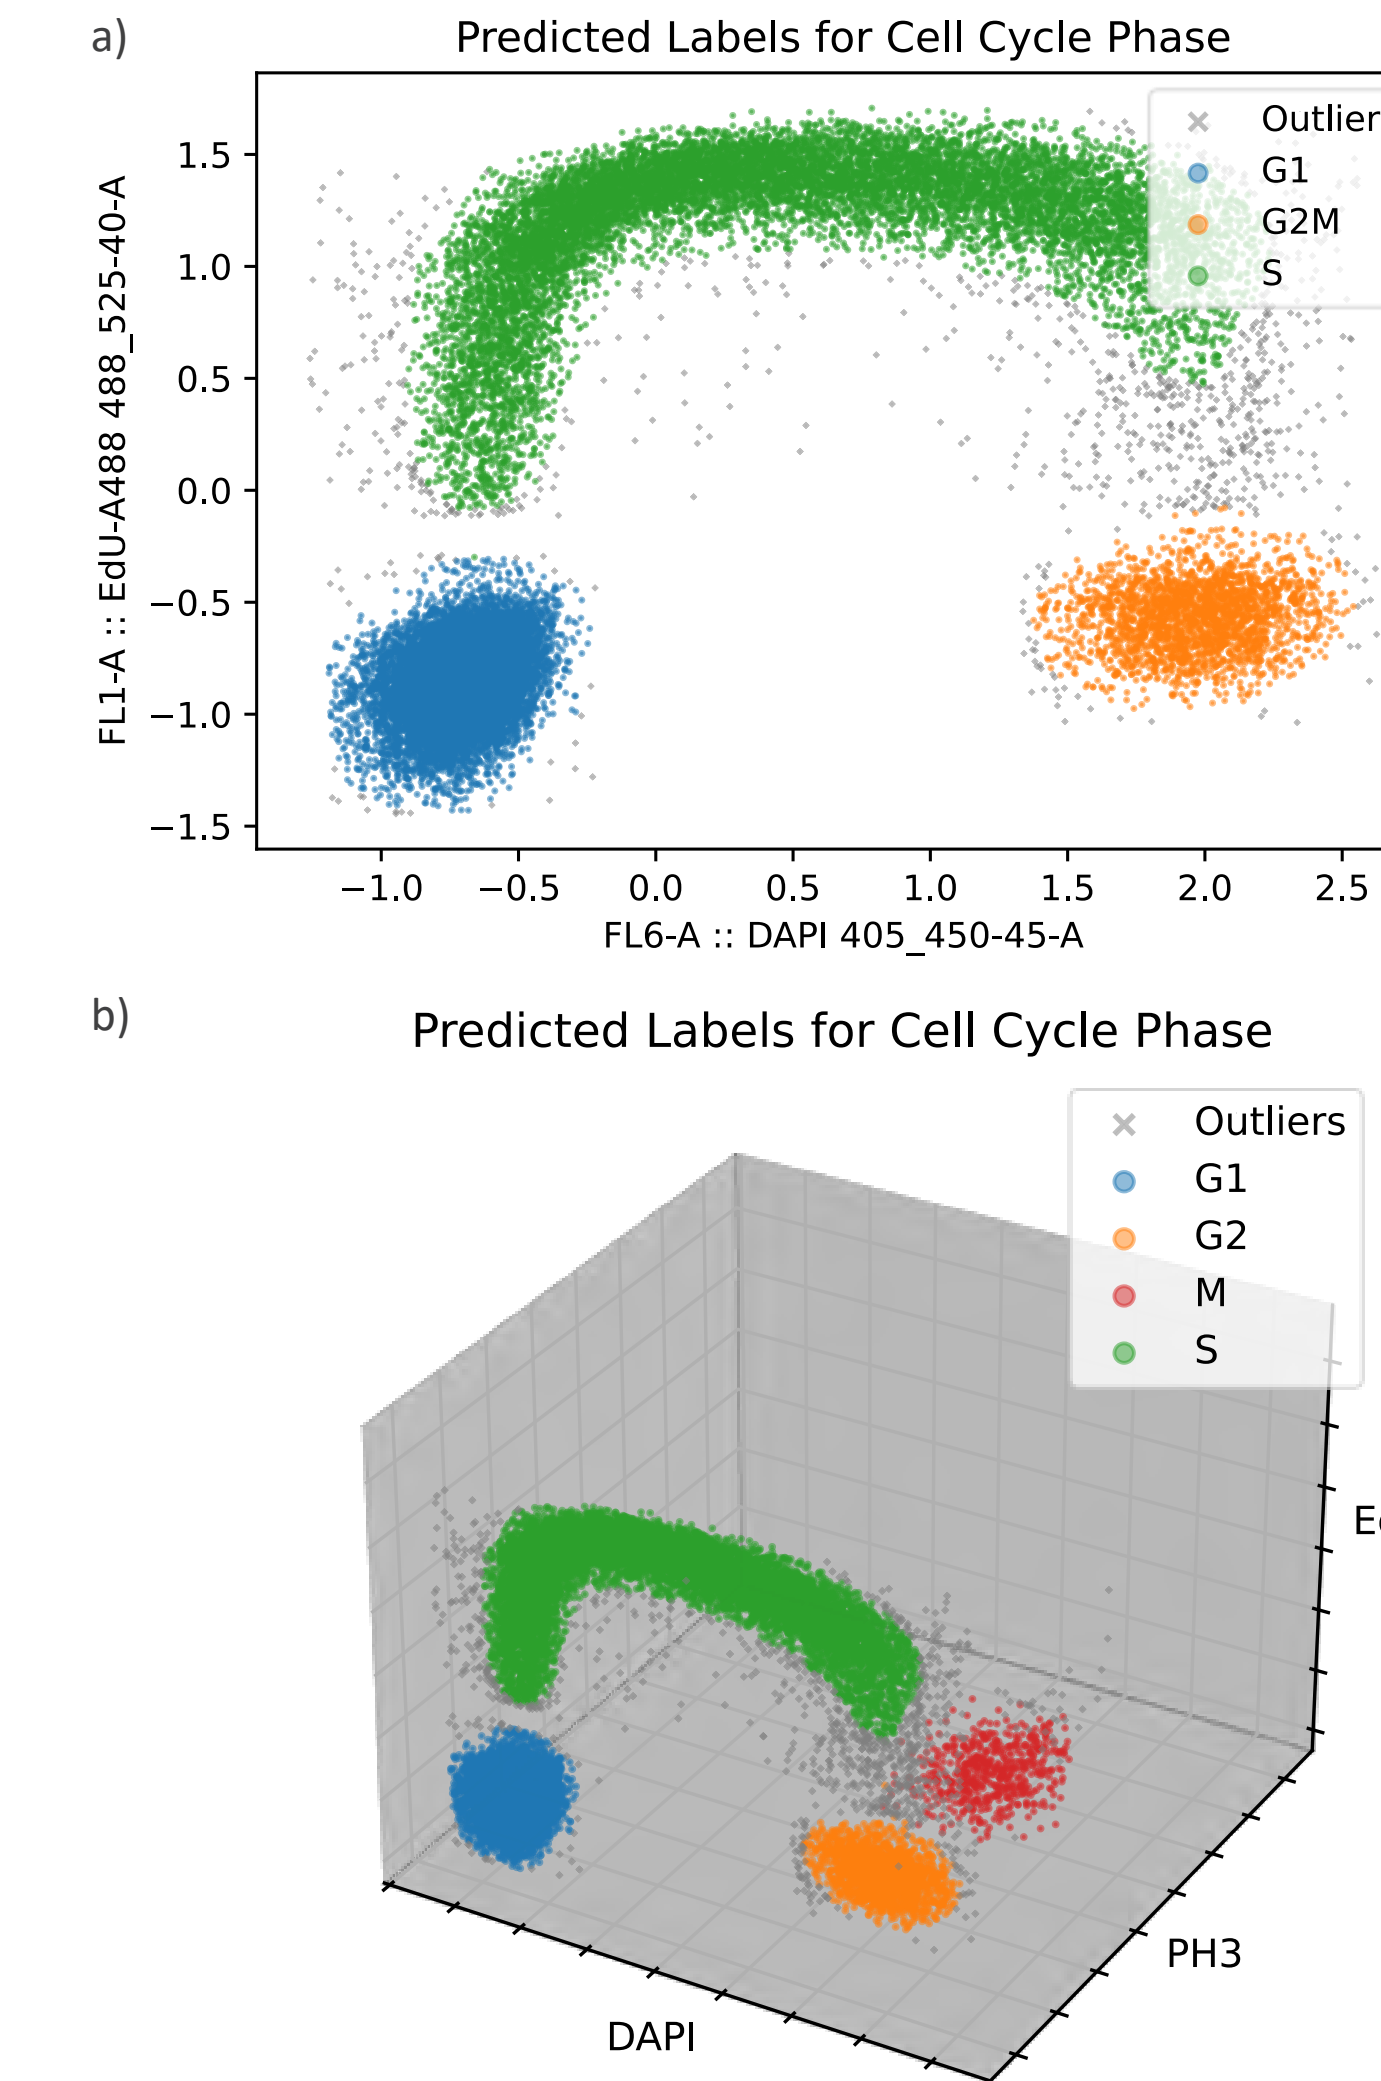 a)
Predicted Labels for Cell Cycle Phase
Outlier
G1
G2M
S
1.5
1.0
0.5
0.0
−0.5
−1.0
−1.5
FL1-A :: EdU-A488 488_525-40-A
−1.0 −0.5 0.0 0.5 1.0 1.5 2.0 2.5
FL6-A :: DAPI 405_450-45-A
b)
Predicted Labels for Cell Cycle Phase
Outliers
G1
G2
M
S
PH3
DAPI